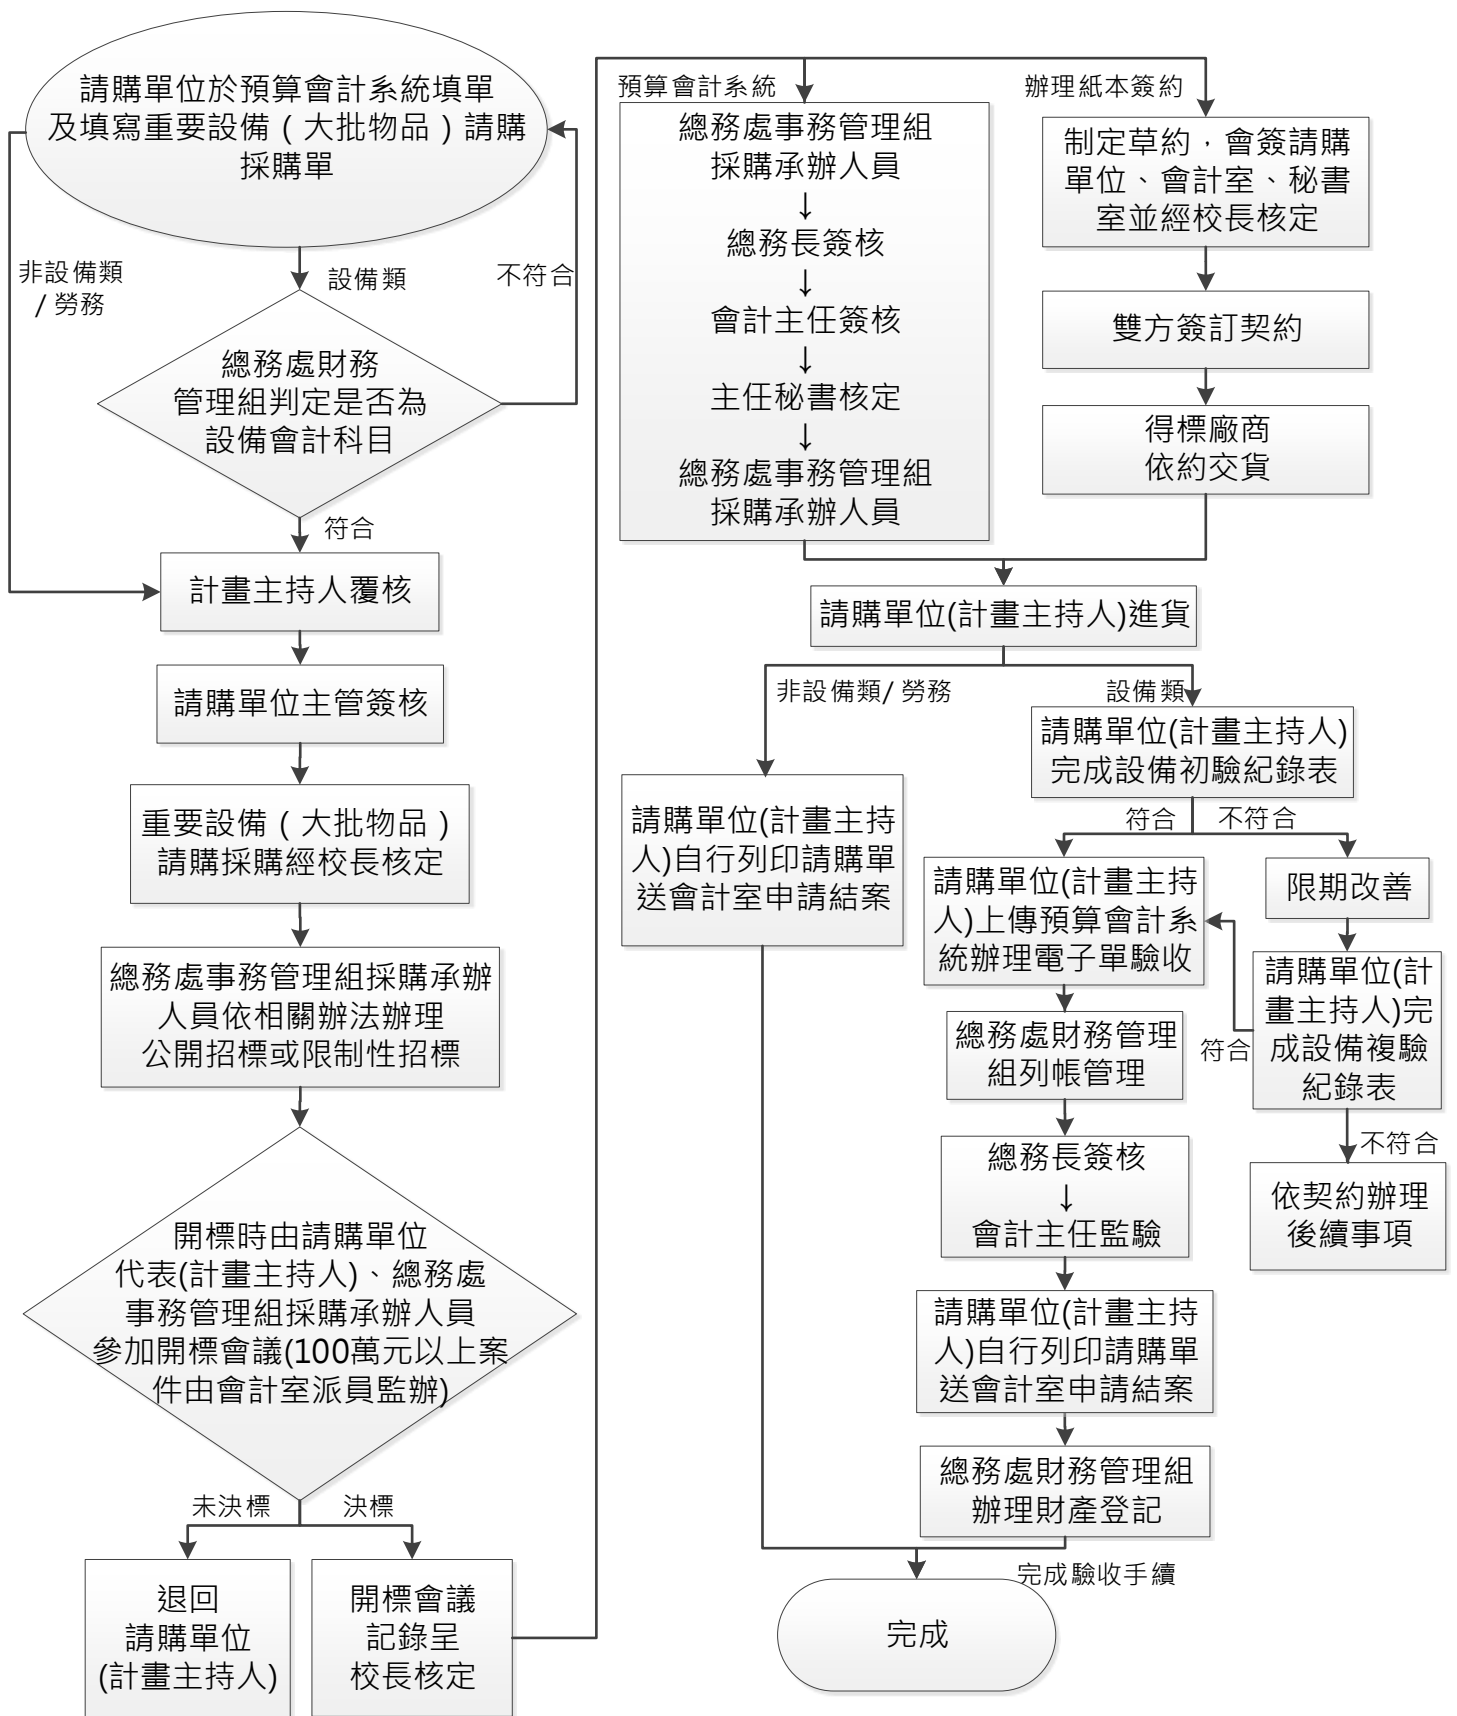 請購單位於預算會計系統填單
及填寫重要設備（大批物品）請購
採購單
非設備類
/ 勞務
設備類
不符合
總務處財務
管理組判定是否為
設備會計科目
符合
計畫主持人覆核
請購單位主管簽核
重要設備（大批物品）
請購採購經校長核定
總務處事務管理組採購承辦
人員依相關辦法辦理
公開招標或限制性招標
開標時由請購單位
代表(計畫主持人)、總務處
事務管理組採購承辦人員
參加開標會議(100萬元以上案
件由會計室派員監辦)
未決標
決標
退回
請購單位
(計畫主持人)
開標會議
記錄呈
校長核定
預算會計系統
總務處事務管理組
採購承辦人員
↓
總務長簽核
↓
會計主任簽核
↓
主任秘書核定
↓
總務處事務管理組
採購承辦人員
辦理紙本簽約
制定草約，會簽請購
單位、會計室、秘書
室並經校長核定
雙方簽訂契約
得標廠商
依約交貨
請購單位(計畫主持人)進貨
非設備類/ 勞務
設備類
請購單位(計畫主持
人)自行列印請購單
送會計室申請結案
請購單位(計畫主持人)
完成設備初驗紀錄表
符合
不符合
請購單位(計畫主持
人)上傳預算會計系
統辦理電子單驗收
限期改善
請購單位(計
畫主持人)完
成設備複驗
紀錄表
符合
不符合
依契約辦理
後續事項
總務處財務管理
組列帳管理
總務長簽核
↓
會計主任監驗
請購單位(計畫主持
人)自行列印請購單
送會計室申請結案
總務處財務管理組
辦理財產登記
完成驗收手續
完成